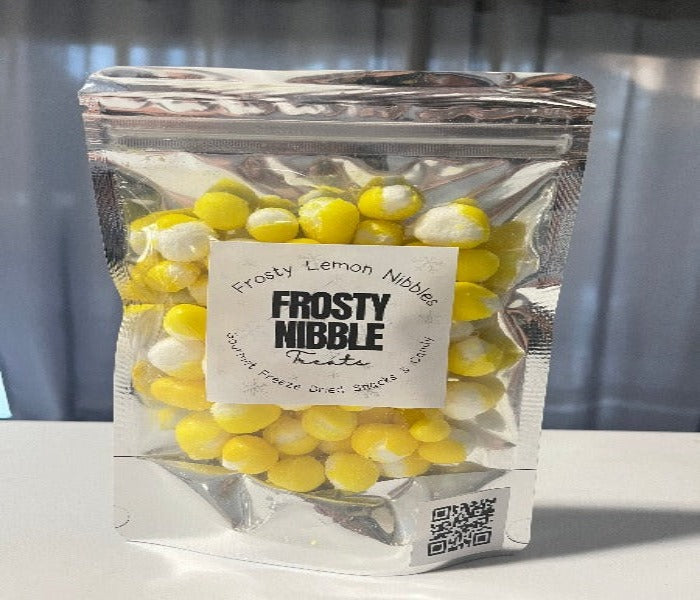 Frosty Lemon Nibbles
FROSTY
NIBBLE
Treats
Gourmet Freeze Dried Snacks & Candy